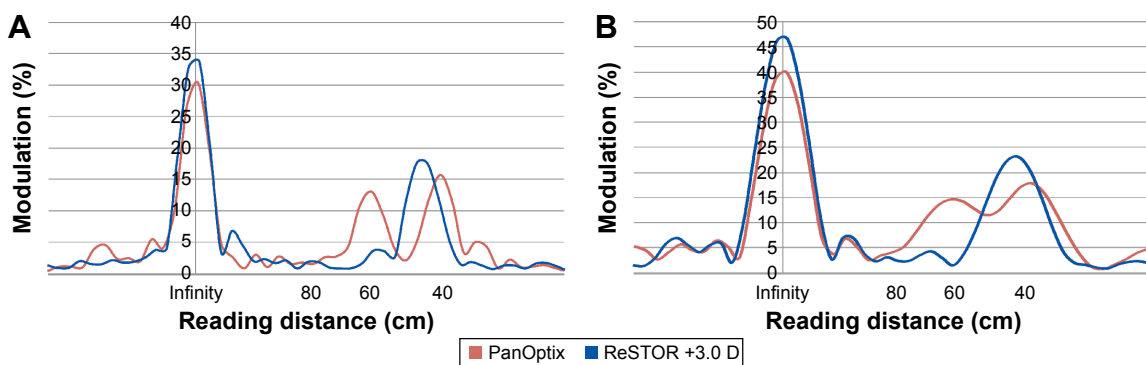 A
Modulation (%)
40
35
30
25
20
15
10
5
0
Infinity 80 60 40
Reading distance (cm)
B
Modulation (%)
50
45
40
35
30
25
20
15
10
5
0
Infinity 80 60 40
Reading distance (cm)
PanOptix ReSTOR +3.0 D